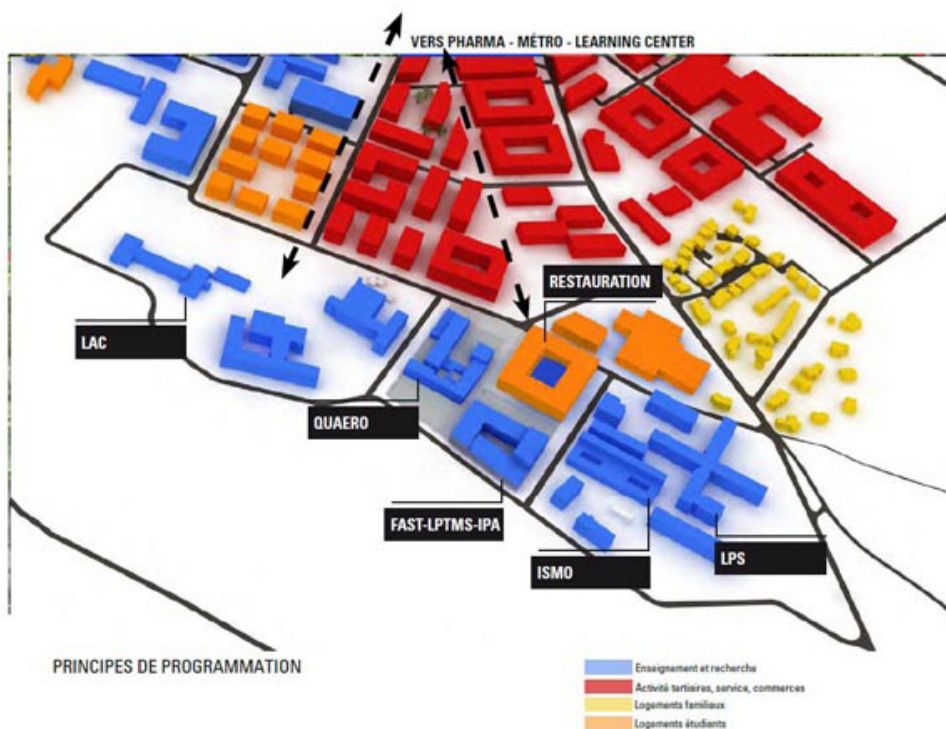 VERS PHARMA - MÉTRO - LEARNING CENTER
RESTAURATION
LAC
QUAERO
FAST-LPTMS-IPA
ISMO
LPS
PRINCIPES DE PROGRAMMATION
Enseignement et recherche
Activité tertiaires, service, commerces
Logements familiaux
Logements étudiants